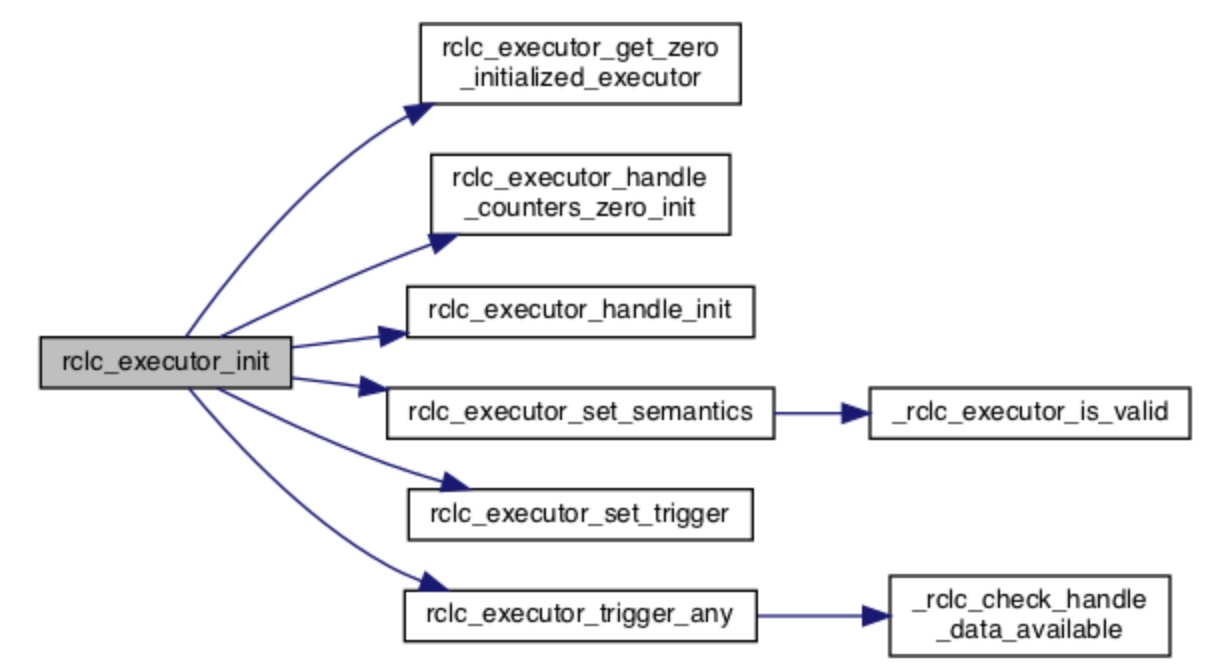 rclc_executor_get_zero
_initialized_executor
rclc_executor_handle
_counters_zero_init
rclc_executor_handle_init
rclc_executor_init
rclc_executor_set_semantics
_rclc_executor_is_valid
rclc_executor_set_trigger
rclc_executor_trigger_any
_rclc_check_handle
_data_available